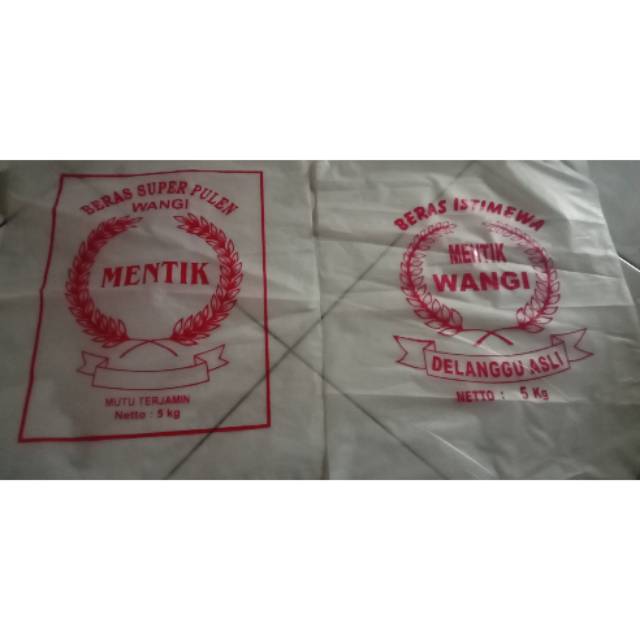 BERAS SUPER PULEN
WANGI
MENTIK
MUTU TERJAMIN
Netto : 5 kg
BERAS ISTIMEWA
MENTIK
WANGI
DELANGGU ASLI
NETTO : 5 Kg